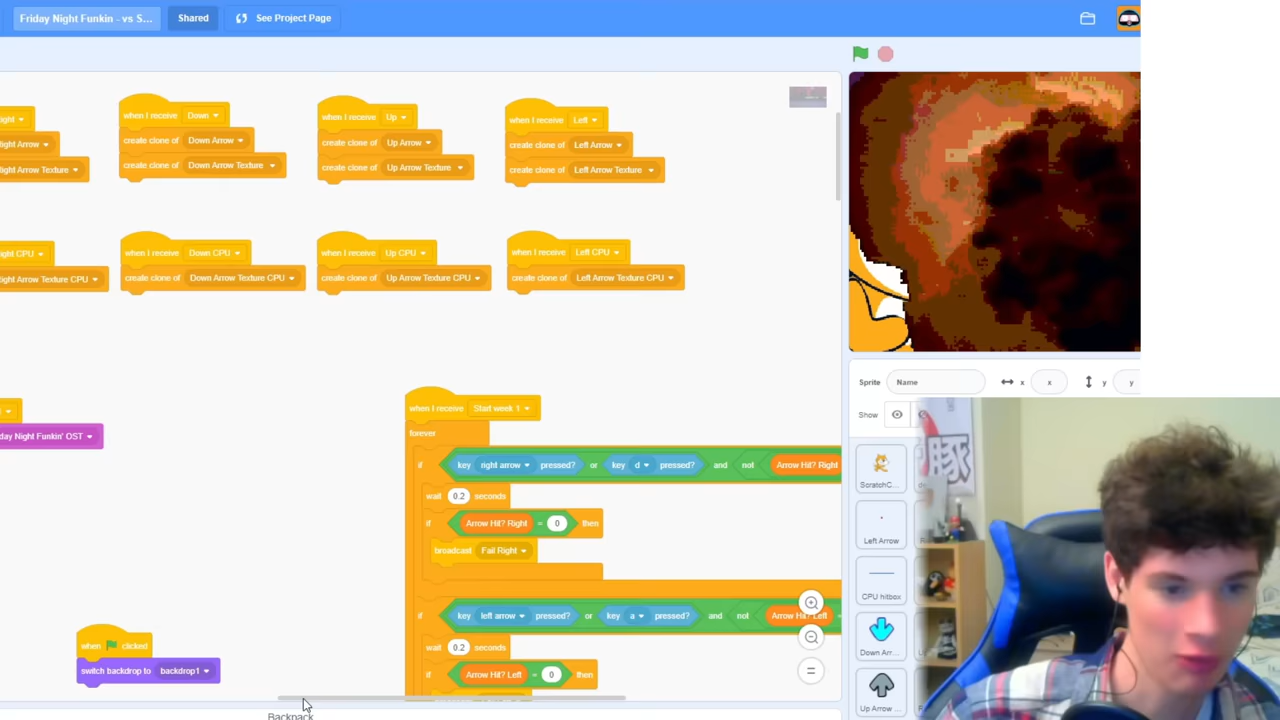 Friday Night Funkin - vs S...
Shared
See Project Page
ight
when I receive Down
when I receive Up
when I receive Left
ight Arrow
create clone of Down Arrow
create clone of Up Arrow
create clone of Left Arrow
ight Arrow Texture
create clone of Down Arrow Texture
create clone of Up Arrow Texture
create clone of Left Arrow Texture
ight CPU
when I receive Down CPU
when I receive Up CPU
when I receive Left CPU
ight Arrow Texture CPU
create clone of Down Arrow Texture CPU
create clone of Up Arrow Texture CPU
create clone of Left Arrow Texture CPU
day Night Funkin' OST
when I receive Start week 1
forever
if key right arrow pressed? or key d pressed? and not Arrow Hit? Right
wait 0.2 seconds
if Arrow Hit? Right = 0 then
broadcast Fail Right
if key left arrow pressed? or key a pressed? and not Arrow Hit? Left =
wait 0.2 seconds
if Arrow Hit? Left = 0 then
when clicked
switch backdrop to backdrop1
Backpack
Sprite Name x x y y
Show
ScratchC...
Left Arrow
CPU hitbox
Down Arr...
Up Arrow ...
豚